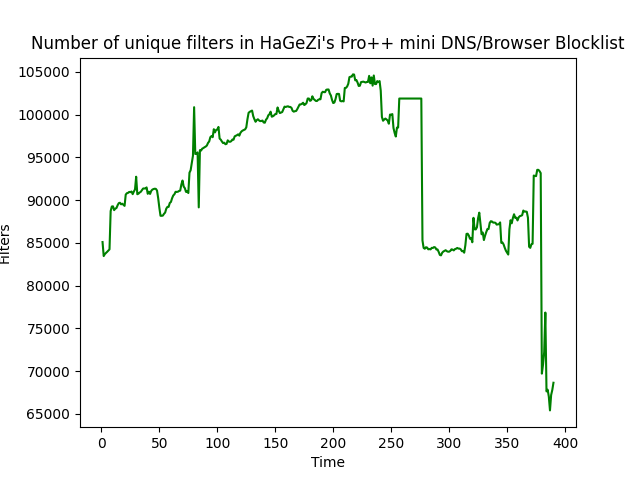 Number of unique filters in HaGeZi's Pro++ mini DNS/Browser Blocklist
105000
100000
95000
90000
85000
80000
75000
70000
65000
Filters
0 50 100 150 200 250 300 350 400
Time